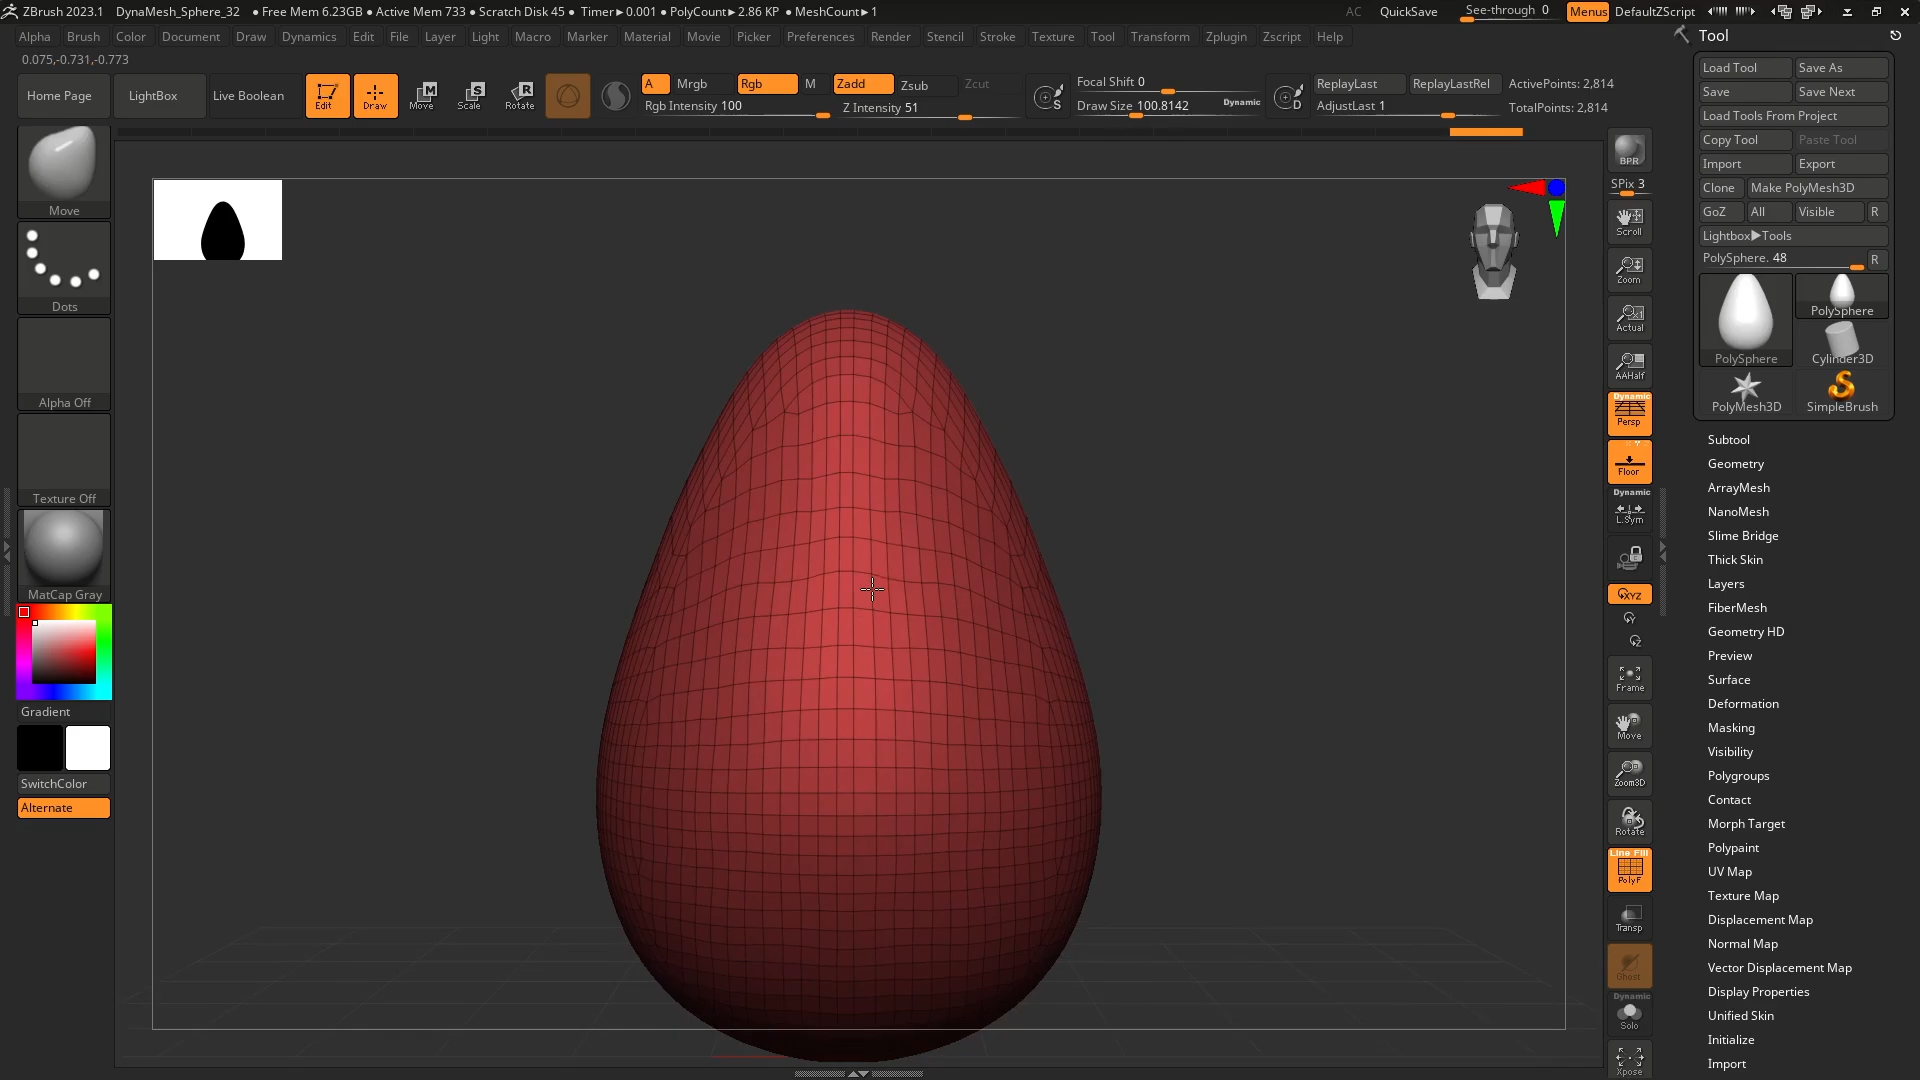 ZBrush 2023.1 DynaMesh_Sphere_32 ● Free Mem 6.23GB ● Active Mem 733 ● Scratch Disk 45 ● Timer▶0.001 ● PolyCount▶2.86 KP ● MeshCount▶1 AC QuickSave See-through 0 Menus DefaultZScript
Alpha Brush Color Document Draw Dynamics Edit File Layer Light Macro Marker Material Movie Picker Preferences Render Stencil Stroke Texture Tool Transform Zplugin Zscript Help
0.075,-0.731,-0.773
Home Page LightBox Live Boolean Edit Draw Move Scale Rotate
A Mrgb Rgb M Zadd Zsub Zcut
Rgb Intensity 100 Z Intensity 51
Focal Shift 0
Draw Size 100.8142 Dynamic
ReplayLast ReplayLastRel ActivePoints: 2,814
AdjustLast 1 TotalPoints: 2,814
Move
Dots
Alpha Off
Texture Off
MatCap Gray
Gradient
SwitchColor
Alternate
BPR
SPix 3
Scroll
Zoom
Actual
AAHalf
Dynamic
Persp
Floor
Dynamic
L.Sym
XYZ
Frame
Move
Zoom3D
Rotate
Line Fill
PolyF
Transp
Ghost
Dynamic
Solo
Xpose
Tool
Load Tool Save As
Save Save Next
Load Tools From Project
Copy Tool Paste Tool
Import Export
Clone Make PolyMesh3D
GoZ All Visible R
Lightbox▶Tools
PolySphere. 48 R
PolySphere PolySphere
Cylinder3D
PolyMesh3D SimpleBrush
Subtool
Geometry
ArrayMesh
NanoMesh
Slime Bridge
Thick Skin
Layers
FiberMesh
Geometry HD
Preview
Surface
Deformation
Masking
Visibility
Polygroups
Contact
Morph Target
Polypaint
UV Map
Texture Map
Displacement Map
Normal Map
Vector Displacement Map
Display Properties
Unified Skin
Initialize
Import